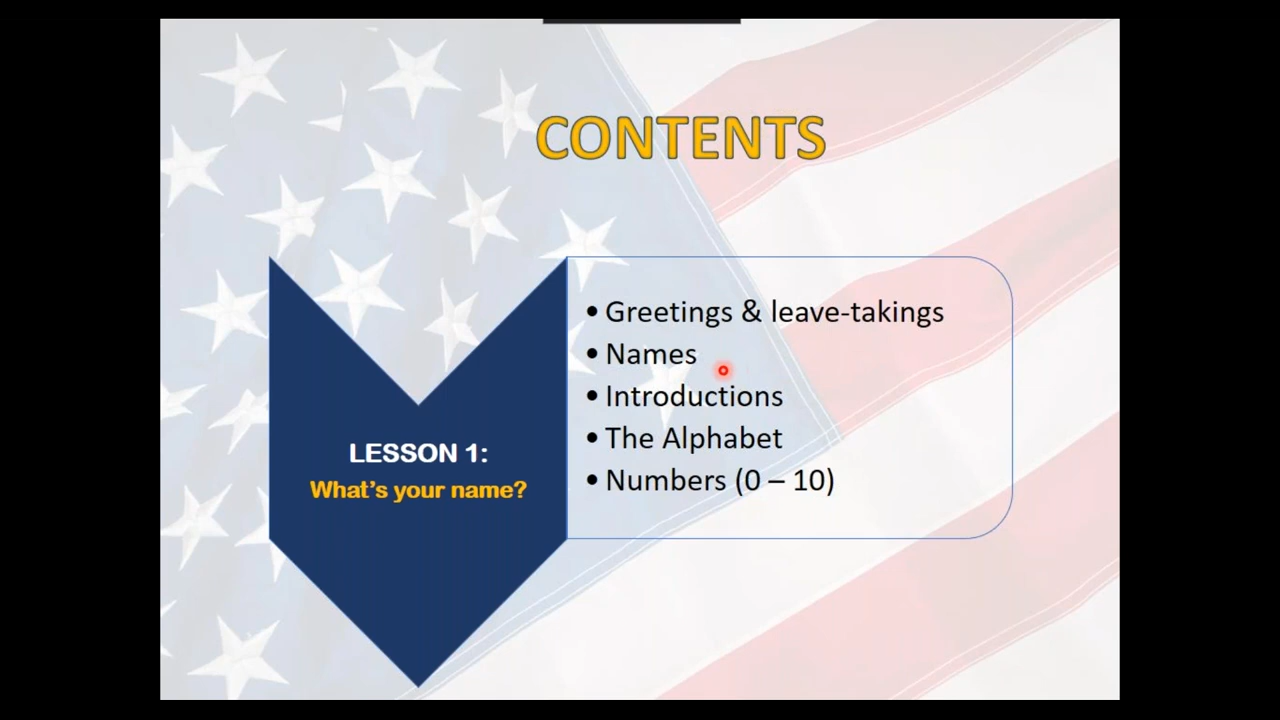 CONTENTS
LESSON 1:
What's your name?
• Greetings & leave-takings
• Names
• Introductions
• The Alphabet
• Numbers (0 – 10)